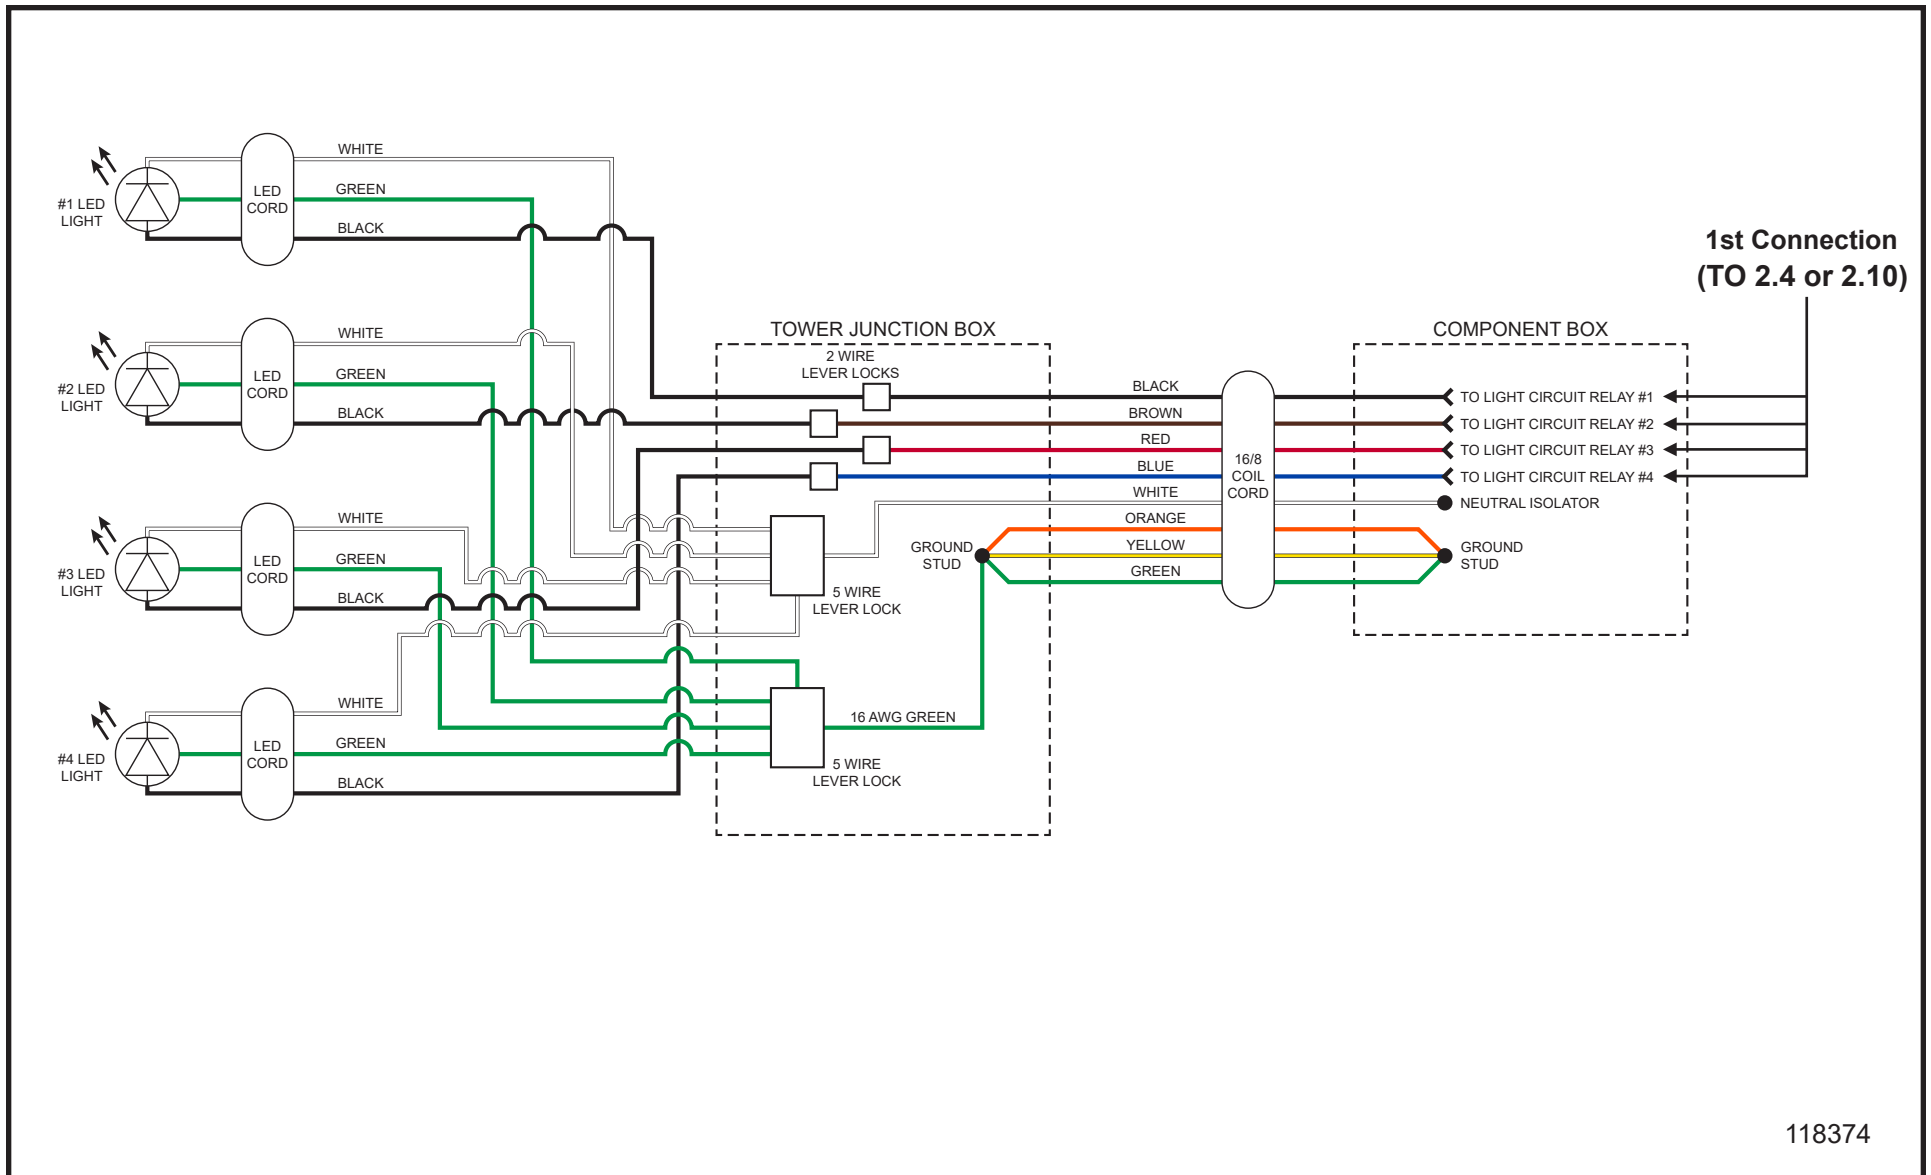 WHITE
GREEN
BLACK
#1 LED
LIGHT
LED
CORD
1st Connection
(TO 2.4 or 2.10)
WHITE
GREEN
BLACK
#2 LED
LIGHT
LED
CORD
TOWER JUNCTION BOX
2 WIRE
LEVER LOCKS
COMPONENT BOX
BLACK
BROWN
RED
BLUE
WHITE
ORANGE
YELLOW
GREEN
16/8
COIL
CORD
TO LIGHT CIRCUIT RELAY #1
TO LIGHT CIRCUIT RELAY #2
TO LIGHT CIRCUIT RELAY #3
TO LIGHT CIRCUIT RELAY #4
NEUTRAL ISOLATOR
GROUND
STUD
GROUND
STUD
WHITE
GREEN
BLACK
#3 LED
LIGHT
LED
CORD
5 WIRE
LEVER LOCK
WHITE
GREEN
BLACK
#4 LED
LIGHT
LED
CORD
16 AWG GREEN
5 WIRE
LEVER LOCK
118374